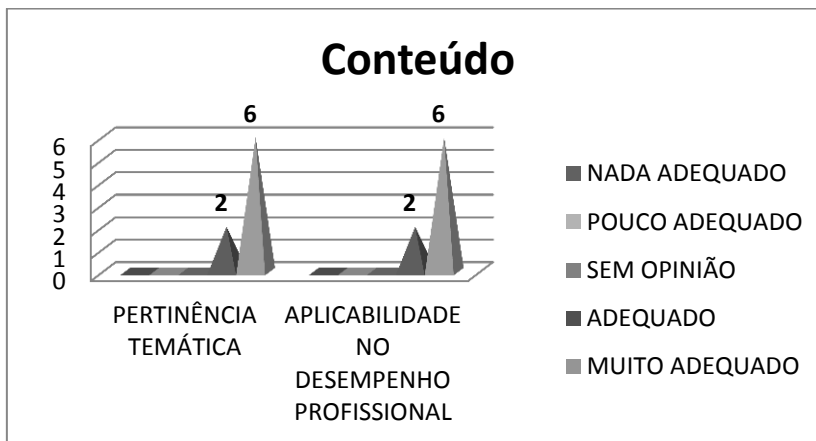 Conteúdo
6
6
2
2
6
5
4
3
2
1
0
PERTINÊNCIA
TEMÁTICA
APLICABILIDADE
NO
DESEMPENHO
PROFISSIONAL
NADA ADEQUADO
POUCO ADEQUADO
SEM OPINIÃO
ADEQUADO
MUITO ADEQUADO